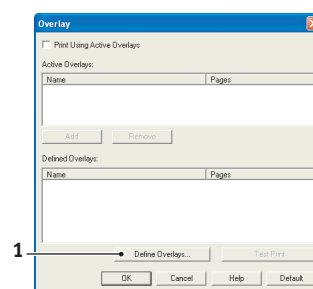 Overlay
Print Using Active Overlays
Active Overlays:
Name Pages
Add Remove
Defined Overlays:
Name Pages
1 Define Overlays... Test Print
OK Cancel Help Default